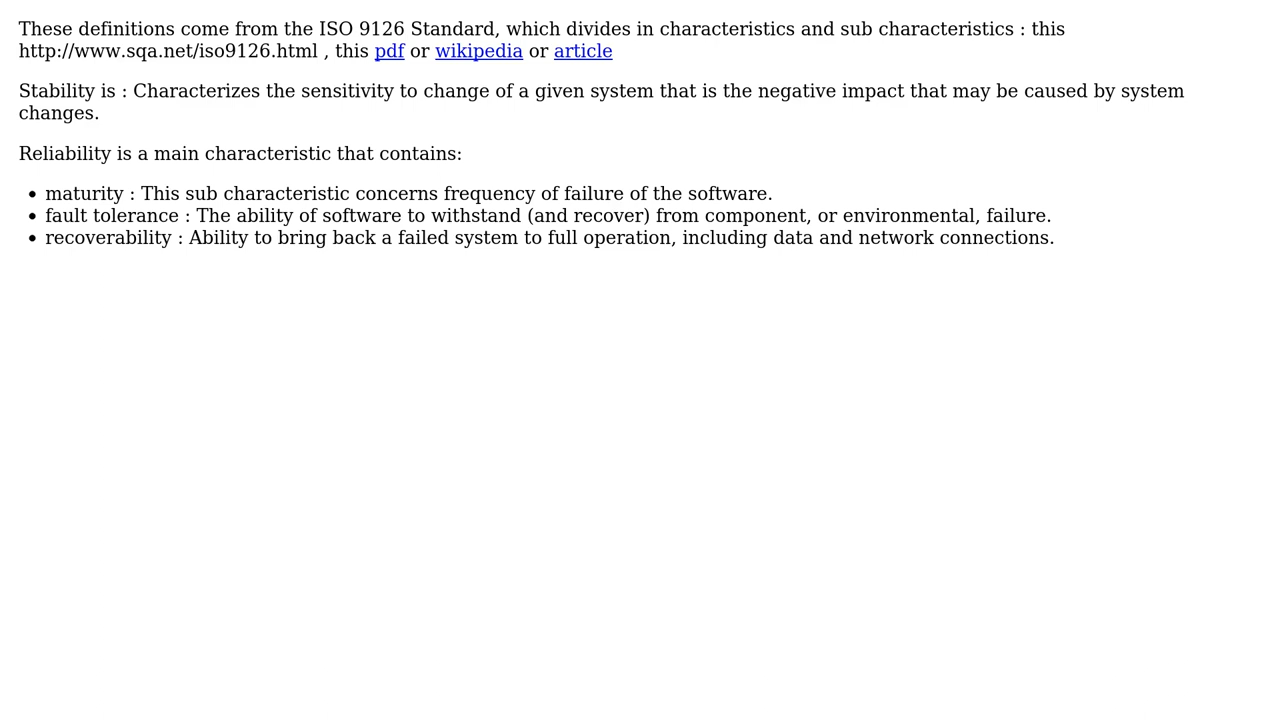 These definitions come from the ISO 9126 Standard, which divides in characteristics and sub characteristics : this
http://www.sqa.net/iso9126.html , this pdf or wikipedia or article
Stability is : Characterizes the sensitivity to change of a given system that is the negative impact that may be caused by system
changes.
Reliability is a main characteristic that contains:
• maturity : This sub characteristic concerns frequency of failure of the software.
• fault tolerance : The ability of software to withstand (and recover) from component, or environmental, failure.
• recoverability : Ability to bring back a failed system to full operation, including data and network connections.